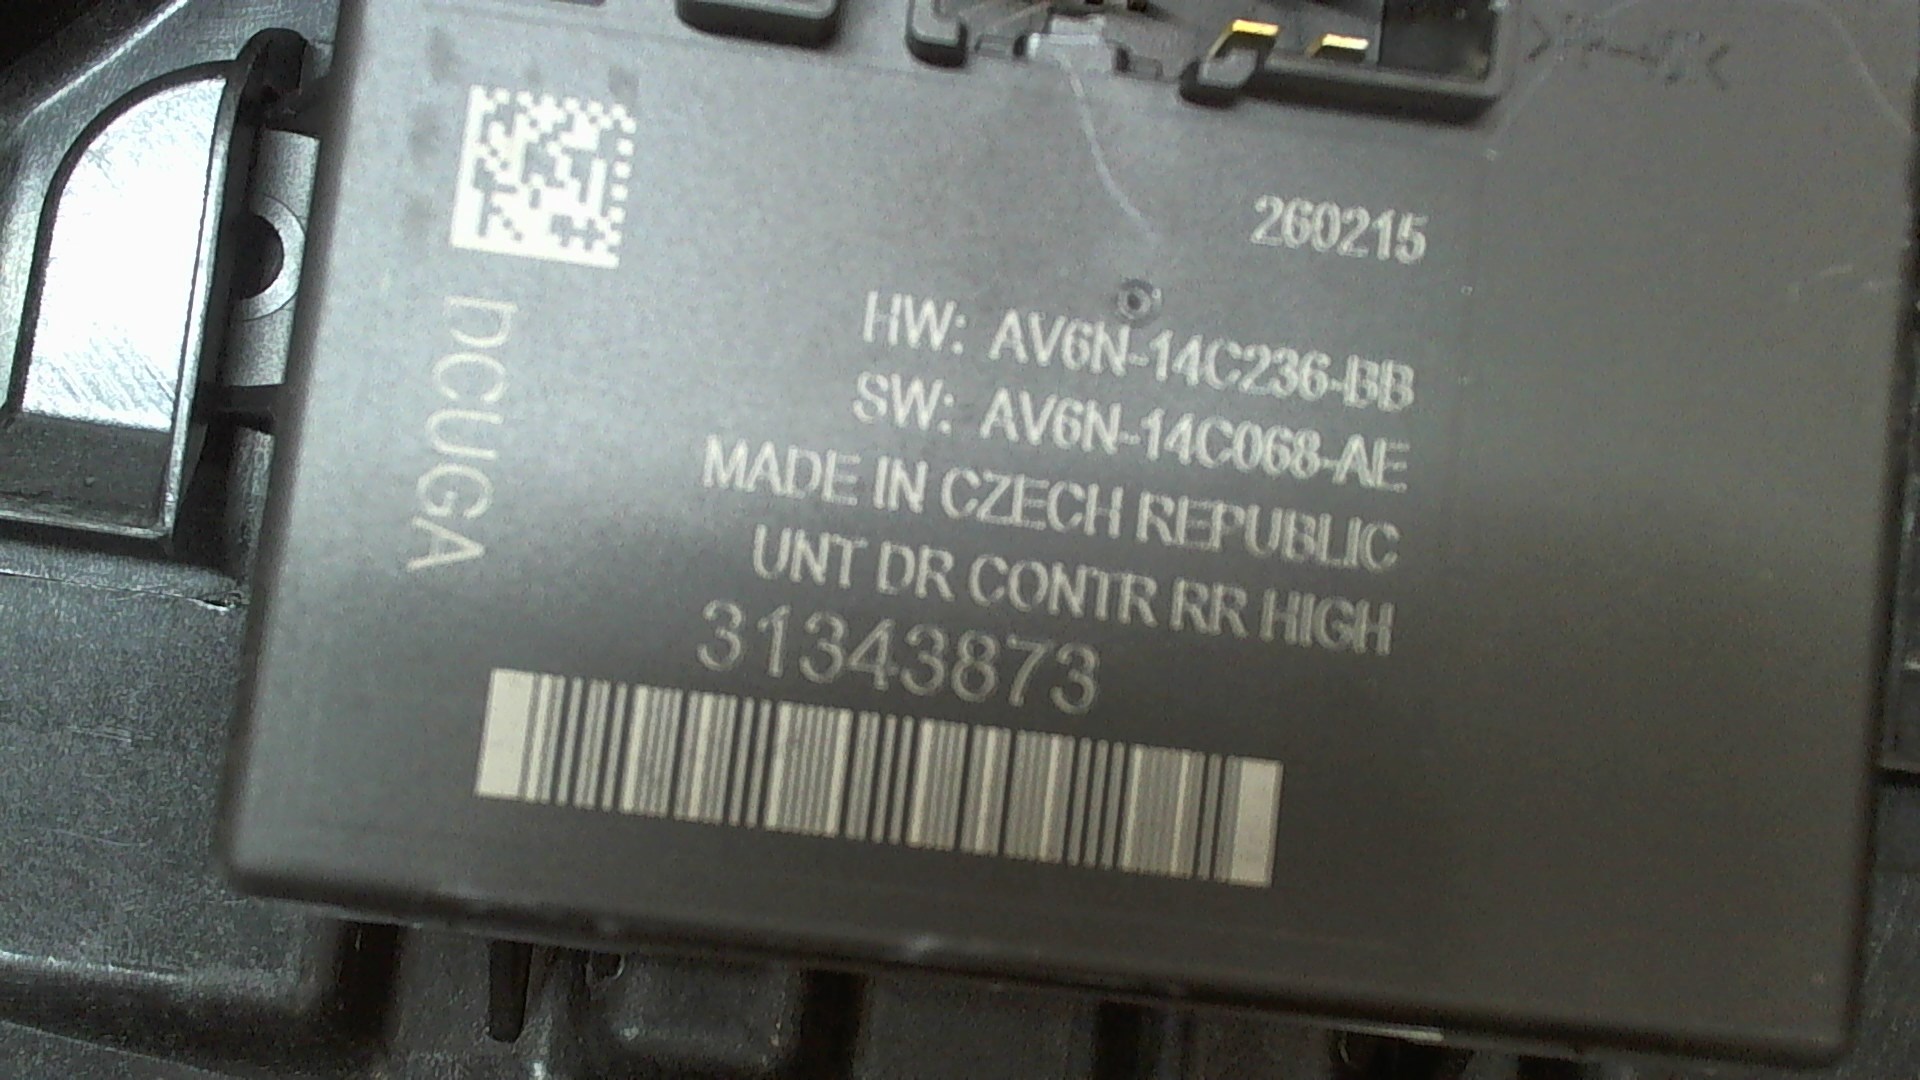 260215
HW: AV6N-14C236-BB
SW: AV6N-14C068-AE
MADE IN CZECH REPUBLIC
UNT DR CONTR RR HIGH
31343873
DCUGA